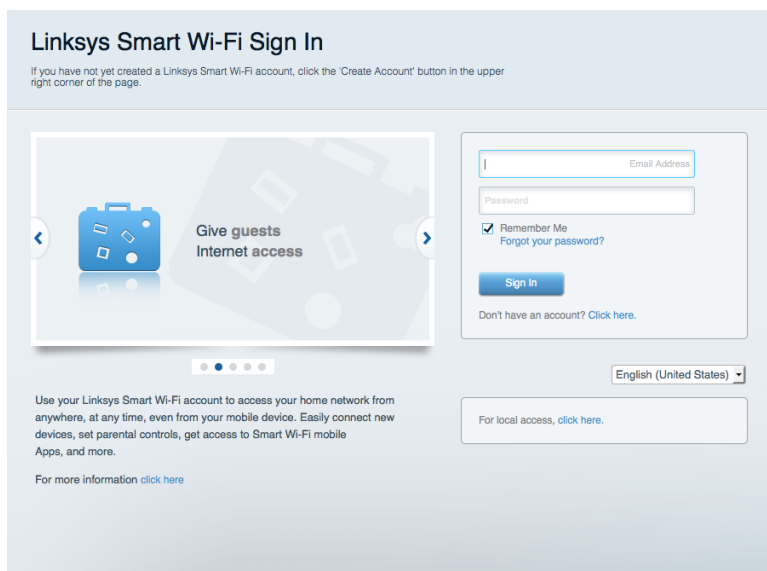 Linksys Smart Wi-Fi Sign In
If you have not yet created a Linksys Smart Wi-Fi account, click the 'Create Account' button in the upper
right corner of the page.
Give guests
Internet access
Email Address
Password
Remember Me
Forgot your password?
Sign In
Don't have an account? Click here.
English (United States)
Use your Linksys Smart Wi-Fi account to access your home network from
anywhere, at any time, even from your mobile device. Easily connect new
devices, set parental controls, get access to Smart Wi-Fi mobile
Apps, and more.
For more information click here
For local access, click here.